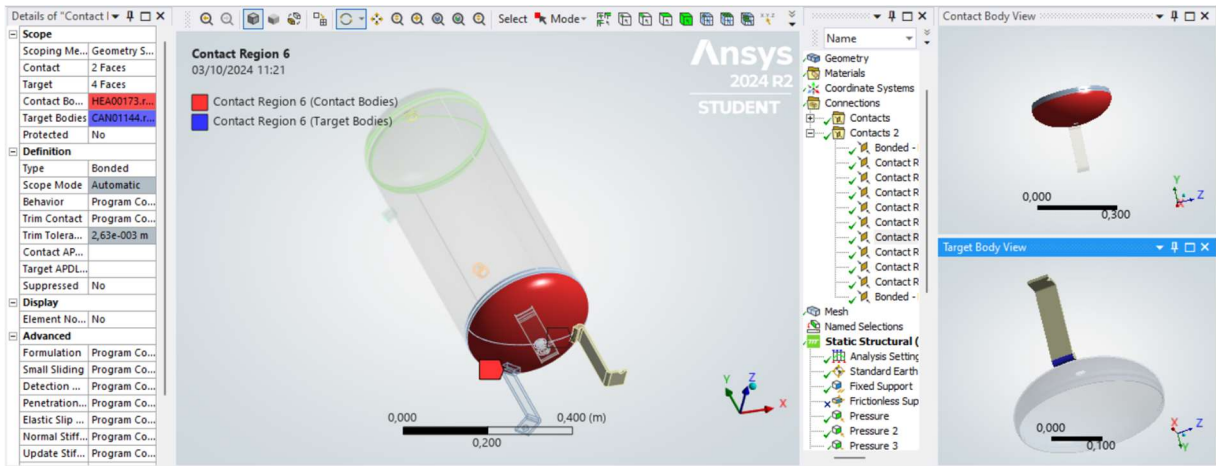 Details of "Contact I
Scope
Scoping Me... Geometry S...
Contact 2 Faces
Target 4 Faces
Contact Bo... HEA00173.r...
Target Bodies CAN01144.r...
Protected No
Definition
Type Bonded
Scope Mode Automatic
Behavior Program Co...
Trim Contact Program Co...
Trim Tolera... 2,63e-003 m
Contact AP...
Target APDL...
Suppressed No
Display
Element No... No
Advanced
Formulation Program Co...
Small Sliding Program Co...
Detection ... Program Co...
Penetration... Program Co...
Elastic Slip ... Program Co...
Normal Stiff... Program Co...
Update Stif... Program Co...
Select Mode
Contact Region 6
03/10/2024 11:21
Contact Region 6 (Contact Bodies)
Contact Region 6 (Target Bodies)
Ansys
2024 R2
STUDENT
0,000 0,400 (m)
0,200
Y Z X
Name
Geometry
Materials
Coordinate Systems
Connections
Contacts
Contacts 2
Bonded -
Contact R
Contact R
Contact R
Contact R
Contact R
Contact R
Contact R
Contact R
Contact R
Bonded -
Mesh
Named Selections
Static Structural (
Analysis Setting
Standard Earth
Fixed Support
Frictionless Sup
Pressure
Pressure 2
Pressure 3
Contact Body View
0,000
0,300
Y Z X
Target Body View
0,000
0,100
X Z Y